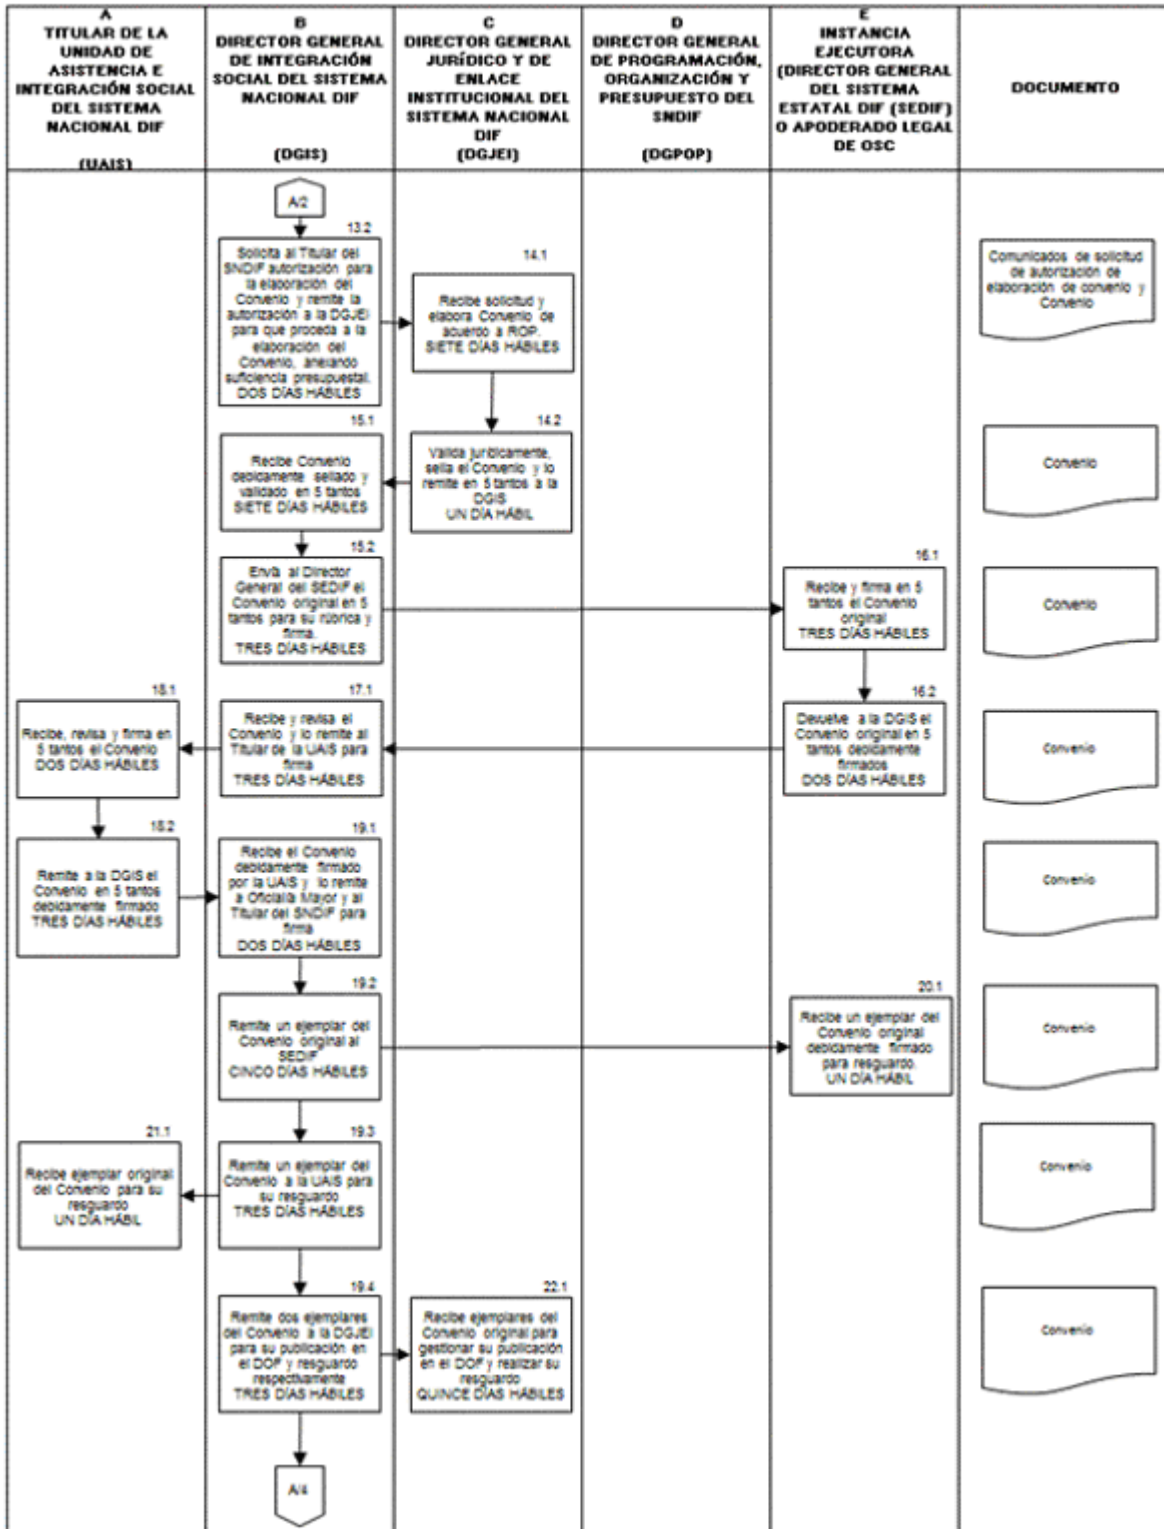 A
TITULAR DE LA
UNIDAD DE
ASISTENCIA E
INTEGRACIÓN SOCIAL
DEL SISTEMA
NACIONAL DIF
(UAIS)
B
DIRECTOR GENERAL
DE INTEGRACIÓN
SOCIAL DEL SISTEMA
NACIONAL DIF
(DGIS)
C
DIRECTOR GENERAL
JURÍDICO Y DE
ENLACE
INSTITUCIONAL DEL
SISTEMA NACIONAL
DIF
(DGJEI)
D
DIRECTOR GENERAL
DE PROGRAMACIÓN,
ORGANIZACIÓN Y
PRESUPUESTO DEL
SNDIF
(DGPOP)
E
INSTANCIA
EJECUTORA
(DIRECTOR GENERAL
DEL SISTEMA
ESTATAL DIF (SEDIF)
O APODERADO LEGAL
DE OSC
DOCUMENTO
A/2
13.2
Solicita al Titular del
SNDIF autorización para
la elaboración del
Convenio y remite la
autorización a la DGJEI
para que proceda a la
elaboración del
Convenio, anexando
suficiencia presupuestal.
DOS DÍAS HÁBILES
14.1
Recibe solicitud y
elabora Convenio de
acuerdo a ROP.
SIETE DÍAS HÁBILES
Comunicados de solicitud
de autorización de
elaboración de convenio y
Convenio
15.1
Recibe Convenio
debidamente sellado y
validado en 5 tantos
SIETE DÍAS HÁBILES
14.2
Valida jurídicamente,
sella el Convenio y lo
remite en 5 tantos a la
DGIS
UN DÍA HÁBIL
Convenio
15.2
Envía al Director
General del SEDIF el
Convenio original en 5
tantos para su rúbrica y
firma.
TRES DÍAS HÁBILES
16.1
Recibe y firma en 5
tantos el Convenio
original
TRES DÍAS HÁBILES
Convenio
18.1
Recibe, revisa y firma en
5 tantos el Convenio
DOS DÍAS HÁBILES
17.1
Recibe y revisa el
Convenio y lo remite al
Titular de la UAIS para
firma
TRES DÍAS HÁBILES
16.2
Devuelve a la DGIS el
Convenio original en 5
tantos debidamente
firmados
DOS DÍAS HÁBILES
Convenio
18.2
Remite a la DGIS el
Convenio en 5 tantos
debidamente firmado
TRES DÍAS HÁBILES
19.1
Recibe el Convenio
debidamente firmado
por la UAIS y lo remite
a Oficialía Mayor y al
Titular del SNDIF para
firma
DOS DÍAS HÁBILES
Convenio
19.2
Remite un ejemplar del
Convenio original al
SEDIF
CINCO DÍAS HÁBILES
20.1
Recibe un ejemplar del
Convenio original
debidamente firmado
para resguardo.
UN DÍA HÁBIL
Convenio
21.1
Recibe ejemplar original
del Convenio para su
resguardo
UN DÍA HÁBIL
19.3
Remite un ejemplar del
Convenio a la UAIS para
su resguardo
TRES DÍAS HÁBILES
Convenio
19.4
Remite dos ejemplares
del Convenio a la DGJEI
para su publicación en
el DOF y resguardo
respectivamente
TRES DÍAS HÁBILES
22.1
Recibe ejemplares del
Convenio original para
gestionar su publicación
en el DOF y realizar su
resguardo
QUINCE DÍAS HÁBILES
Convenio
A/4